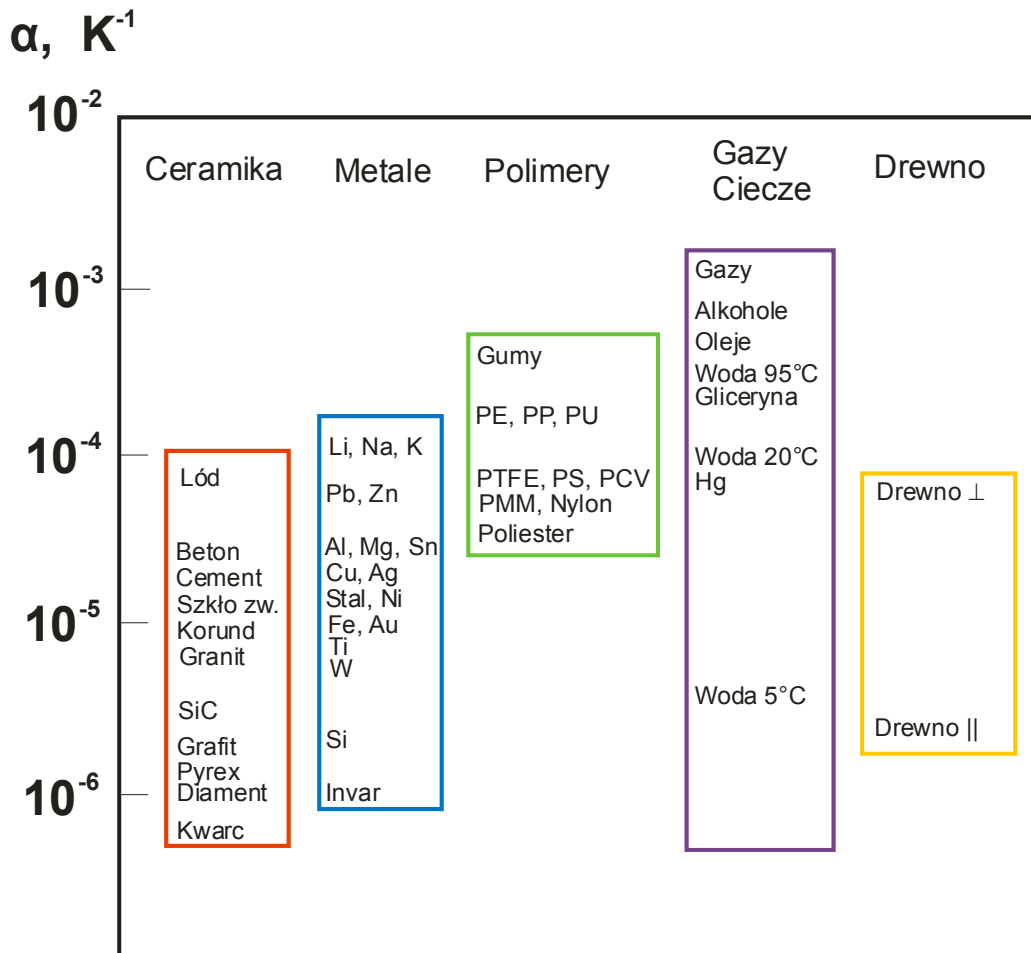 α, K⁻¹
10⁻²
10⁻³
10⁻⁴
10⁻⁵
10⁻⁶
Ceramika
Lód
Beton
Cement
Szkło zw.
Korund
Granit
SiC
Grafit
Pyrex
Diament
Kwarc
Metale
Li, Na, K
Pb, Zn
Al, Mg, Sn
Cu, Ag
Stal, Ni
Fe, Au
Ti
W
Si
Invar
Polimery
Gumy
PE, PP, PU
PTFE, PS, PCV
PMM, Nylon
Poliester
Gazy
Ciecze
Gazy
Alkohole
Oleje
Woda 95°C
Gliceryna
Woda 20°C
Hg
Woda 5°C
Drewno
Drewno ⊥
Drewno ||